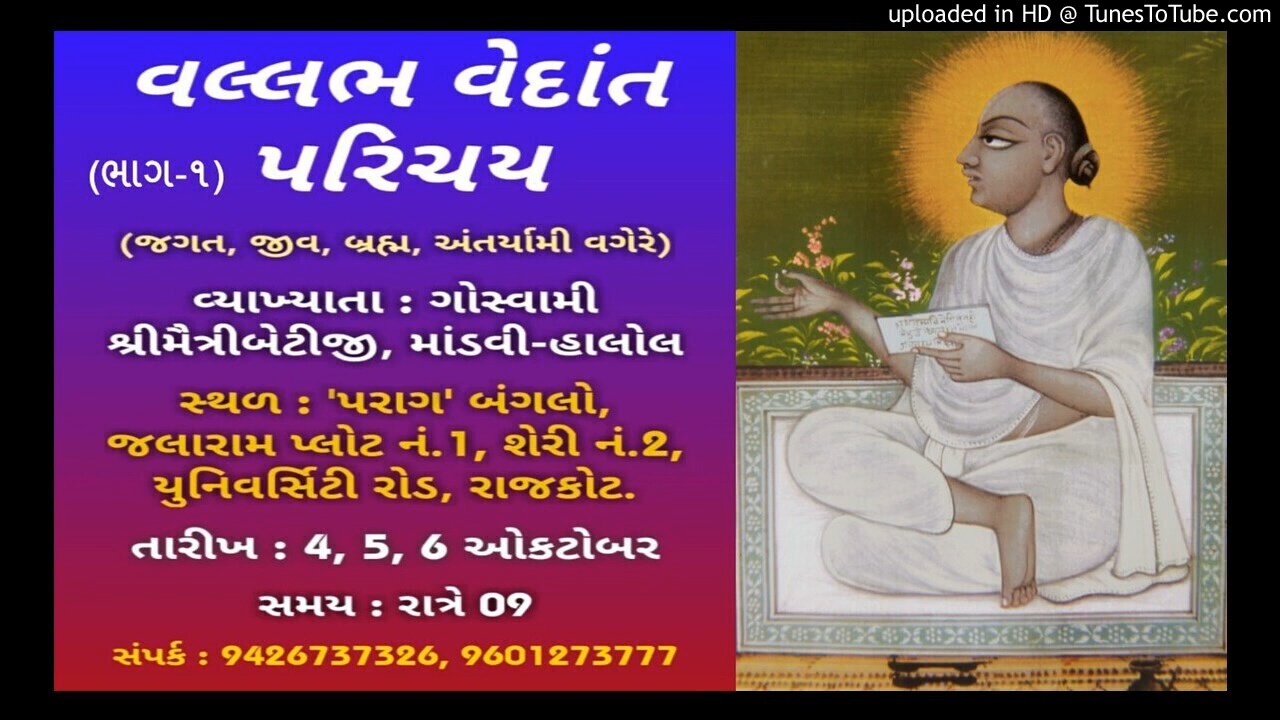 uploaded in HD @ TunesToTube.com
વલ્લભ વેદાંત
(ભાગ-૧) પરિચય
(જગત, જીવ, બ્રહ્મ, અંતર્યામી વગેરે)
વ્યાખ્યાતા : ગોસ્વામી
શ્રીમૈત્રીબેટીજી, માંડવી-હાલોલ
સ્થળ : 'પરાગ' બંગલો,
જલારામ પ્લોટ નં.1, શેરી નં.2,
યુનિવર્સિટી રોડ, રાજકોટ.
તારીખ : 4, 5, 6 ઓકટોબર
સમય : રાત્રે 09
સંપર્ક : 9426737326, 9601273777